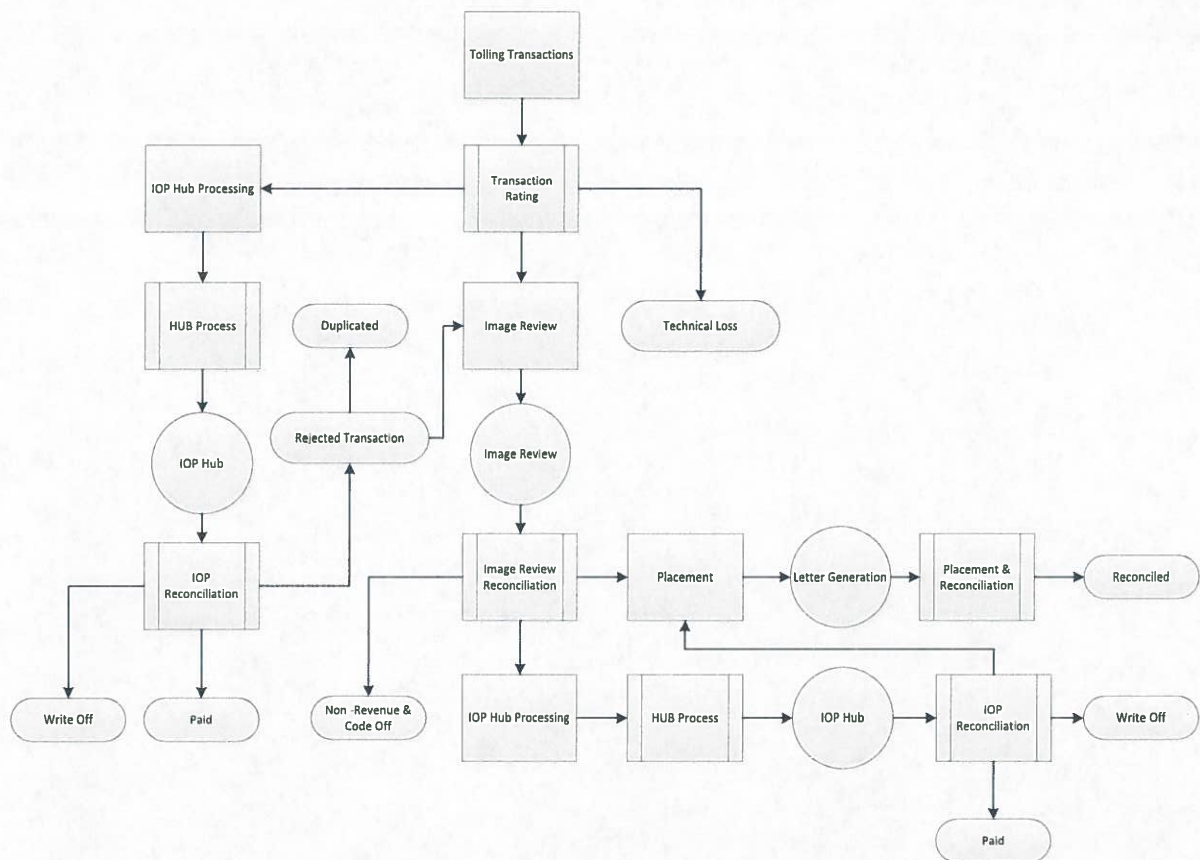 Tolling Transactions
IOP Hub Processing
Transaction
Rating
HUB Process
Duplicated
Image Review
Technical Loss
IOP Hub
Rejected Transaction
Image Review
IOP
Reconciliation
Image Review
Reconciliation
Placement
Letter Generation
Placement &
Reconciliation
Reconciled
Write Off
Paid
Non -Revenue &
Code Off
IOP Hub Processing
HUB Process
IOP Hub
IOP
Reconciliation
Write Off
Paid